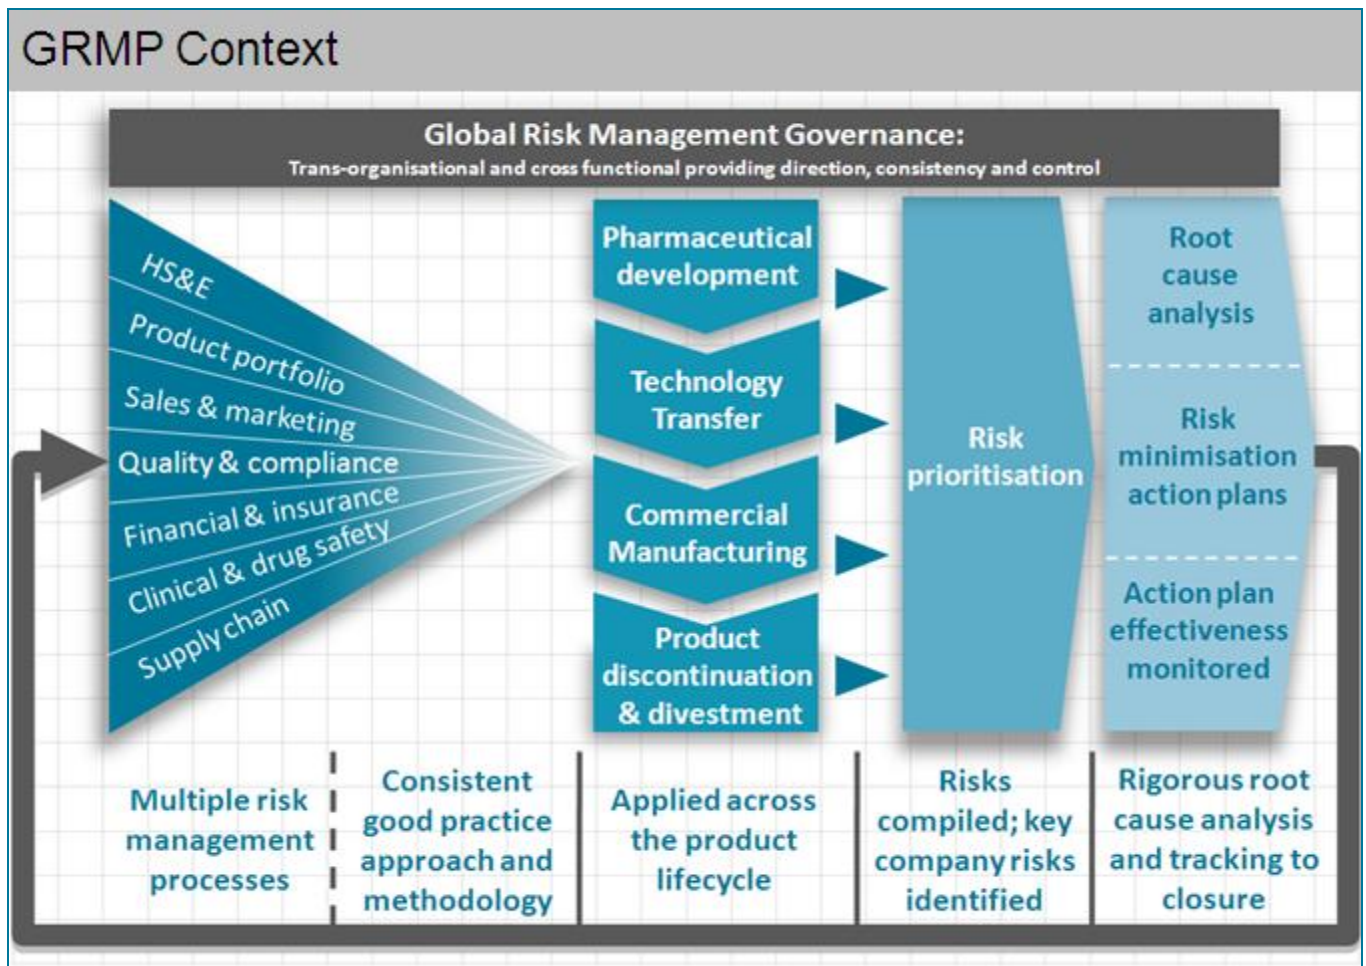 GRMP Context
Global Risk Management Governance:
Trans-organisational and cross functional providing direction, consistency and control
HS&E
Product portfolio
Sales & marketing
Quality & compliance
Financial & insurance
Clinical & drug safety
Supply chain
Pharmaceutical
development
Technology
Transfer
Commercial
Manufacturing
Product
discontinuation
& divestment
Risk
prioritisation
Root
cause
analysis
Risk
minimisation
action plans
Action plan
effectiveness
monitored
Multiple risk
management
processes
Consistent
good practice
approach and
methodology
Applied across
the product
lifecycle
Risks
compiled; key
company risks
identified
Rigorous root
cause analysis
and tracking to
closure